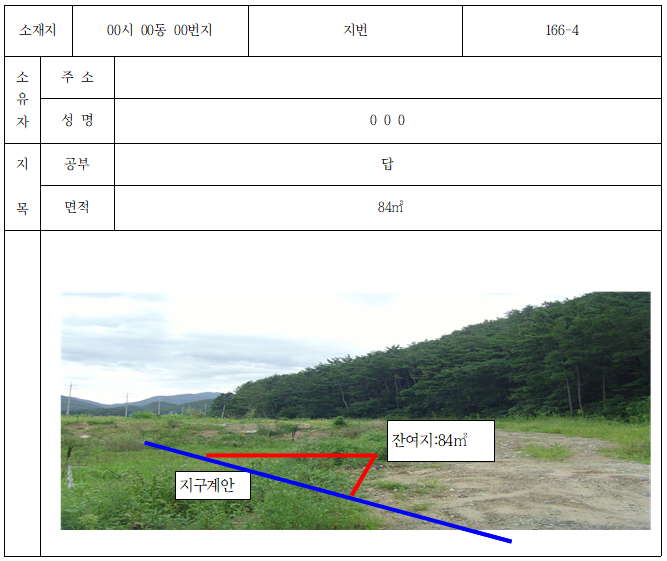 소재지 00시 00동 00번지 지번 166-4
소유자 주 소
성 명 0 0 0
지목 공부 답
면적 84㎡
잔여지:84㎡
지구계안